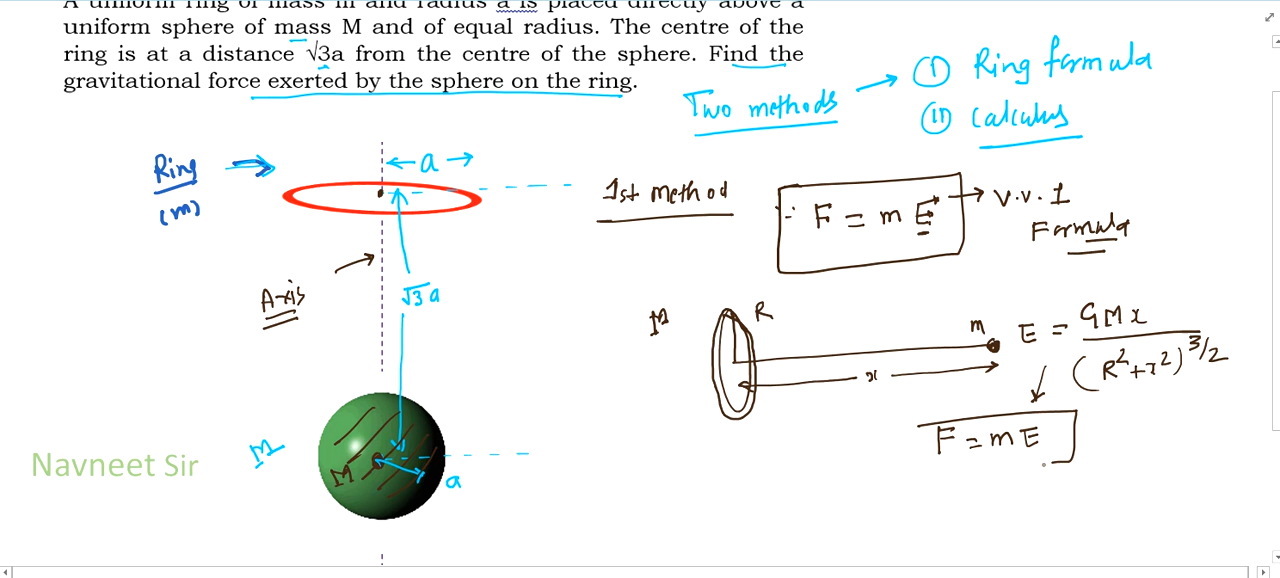 A uniform ring of mass m and radius a is placed directly above a
uniform sphere of mass M and of equal radius. The centre of the
ring is at a distance √3a from the centre of the sphere. Find the
gravitational force exerted by the sphere on the ring.
Two methods → (I) Ring formula
(II) Calculus
Ring
(m)
← a →
1st method
∵ F = m E → V.V.I
Formula
Axis
√3 a
M
R
m
x
E = GMx / (R²+x²)^3/2
F = m E
M
M
a
Navneet Sir